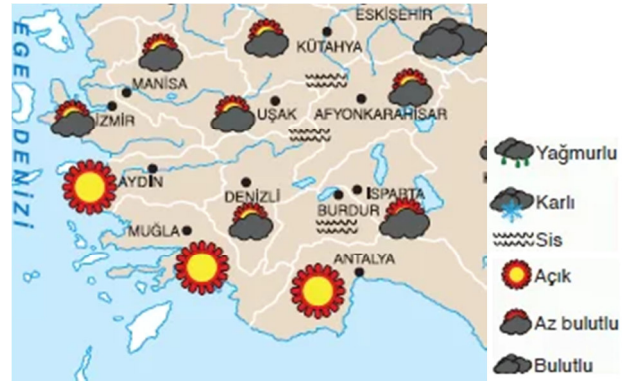 ESKİŞEHİR
KÜTAHYA
MANİSA
İZMİR
UŞAK
AFYONKARAHİSAR
EGE DENİZİ
AYDIN
DENİZLİ
ISPARTA
BURDUR
MUĞLA
ANTALYA
Yağmurlu
Karlı
Sis
Açık
Az bulutlu
Bulutlu